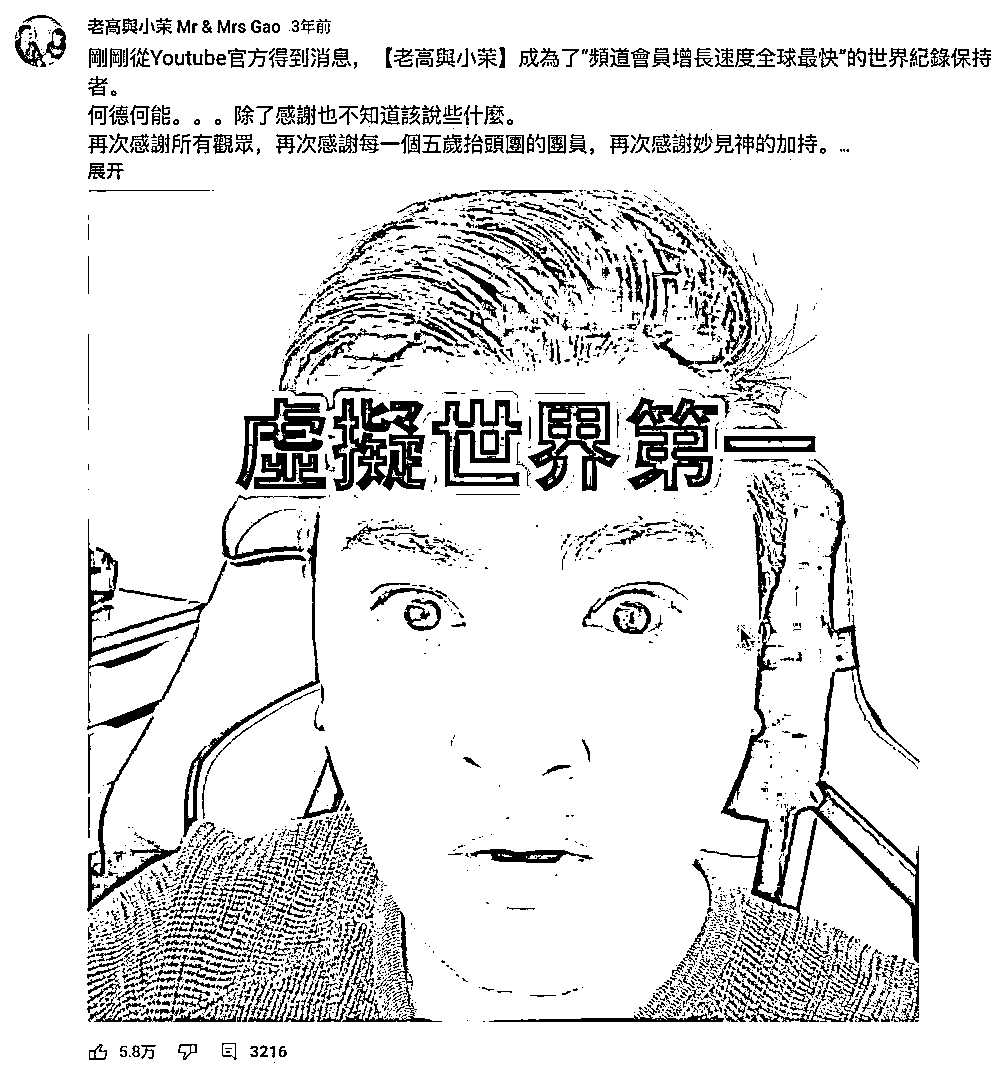 老高與小茉 Mr & Mrs Gao 3年前
剛剛從Youtube官方得到消息，【老高與小茉】成為了“頻道會員增長速度全球最快”的世界紀錄保持
者。
何德何能。。。除了感謝也不知道該說些什麼。
再次感謝所有觀眾，再次感謝每一個五歲抬頭團的團員，再次感謝妙見神的加持。...
展开
虛擬世界第一
5.8万 3216